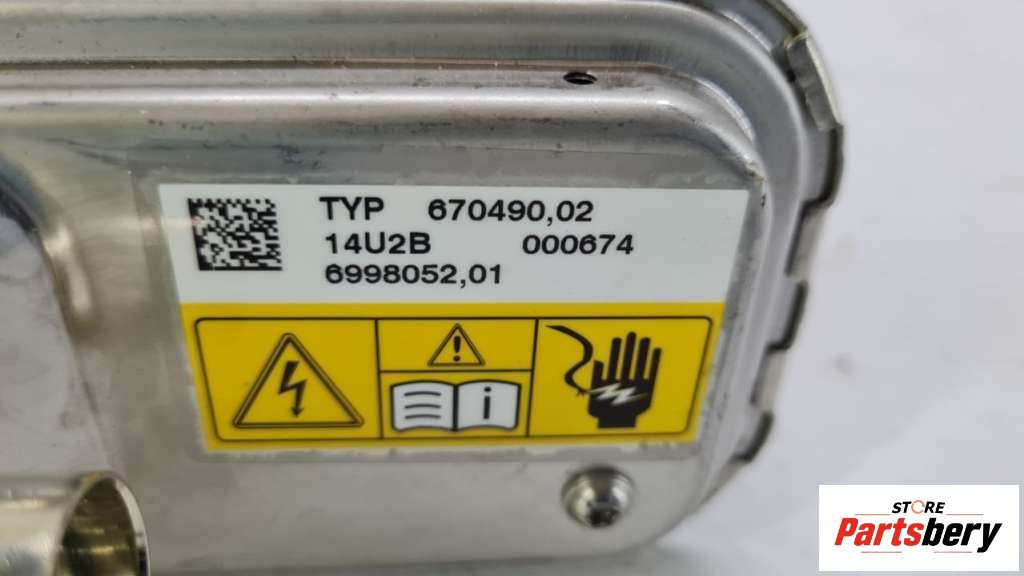 TYP 670490,02
14U2B 000674
6998052,01
i
STORE
Partsbery